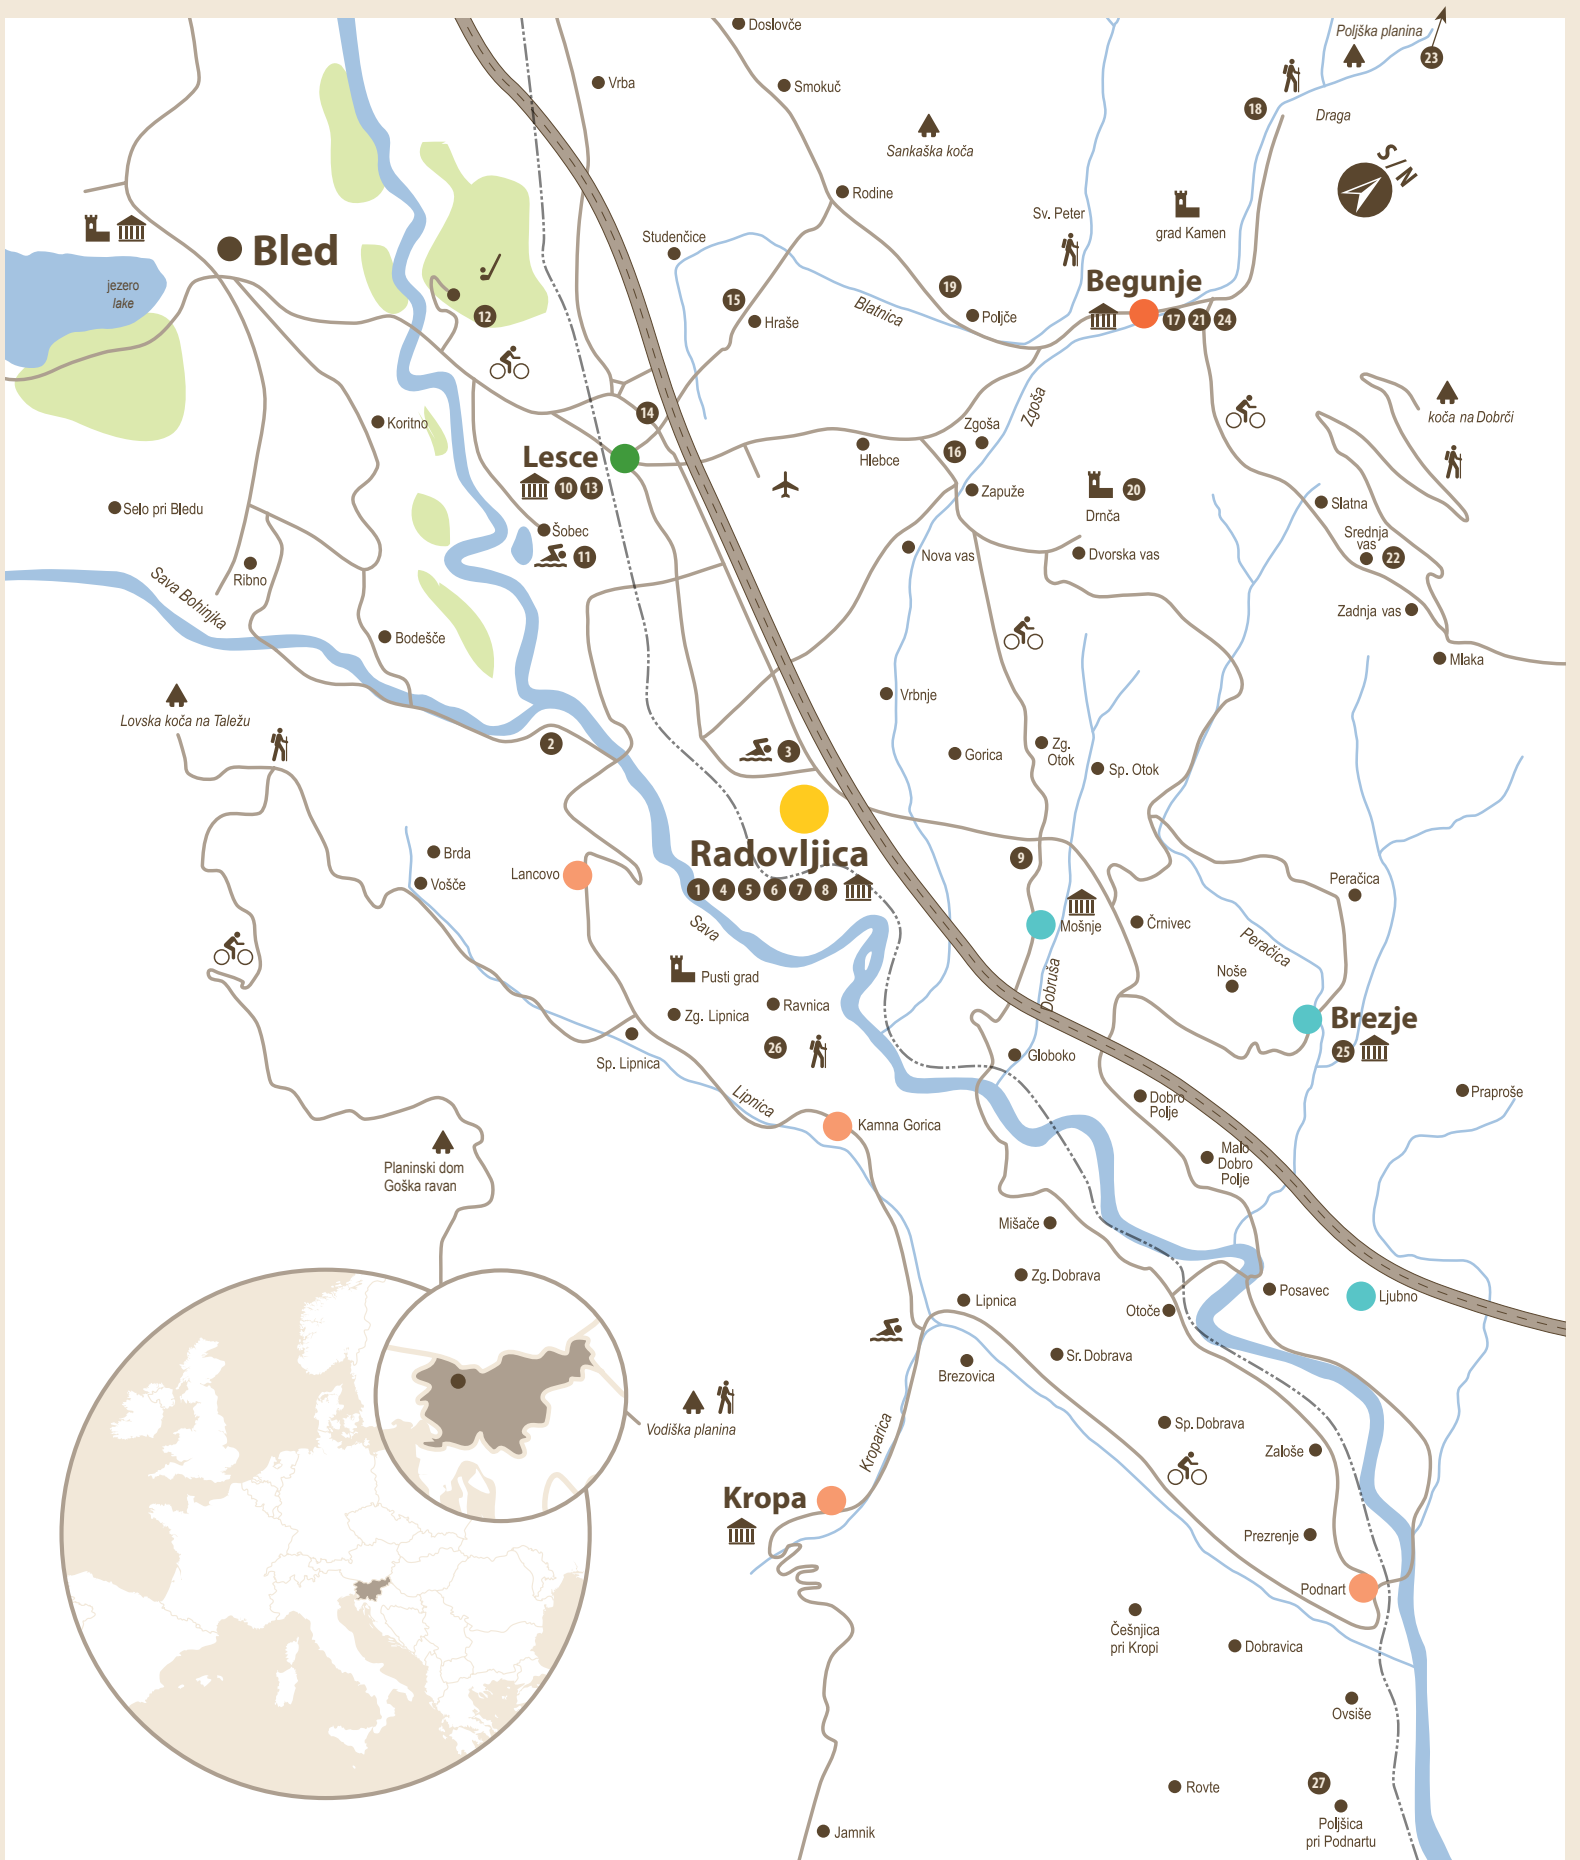 Doslovče
Poljška planina
23
Vrba
Smokuč
18
Draga
Sankaška koča
S/N
Rodine
Sv. Peter
grad Kamen
Studenčice
Bled
jezero
lake
12
15
Hraše
Blatnica
19
Poljče
Begunje
17 21 24
Zgoša
koča na Dobrči
14
Koritno
Lesce
10 13
Hlebce
Zgoša
16
Zapuže
20
Drnča
Slatna
Selo pri Bledu
Šobec
11
Nova vas
Dvorska vas
Srednja
vas
22
Ribno
Sava Bohinjka
Zadnja vas
Bodešče
Mlaka
Lovska koča na Taležu
Vrbnje
2
3
Gorica
Zg.
Otok
Sp. Otok
Brda
Vošče
Lancovo
Radovljica
1 4 5 6 7 8
9
Peračica
Sava
Mošnje
Črnivec
Peračica
Pusti grad
Noše
Dobruša
Ravnica
Zg. Lipnica
Brezje
25
26
Sp. Lipnica
Globoko
Praproše
Lipnica
Dobro
Polje
Kamna Gorica
Malo
Dobro
Polje
Planinski dom
Goška ravan
Mišače
Zg. Dobrava
Posavec
Ljubno
Lipnica
Otoče
Sr. Dobrava
Brezovica
Vodiška planina
Kroparica
Sp. Dobrava
Zaloše
Kropa
Prezrenje
Podnart
Češnjica
pri Kropi
Dobravica
Ovsiše
Rovte
27
Poljšica
pri Podnartu
Jamnik